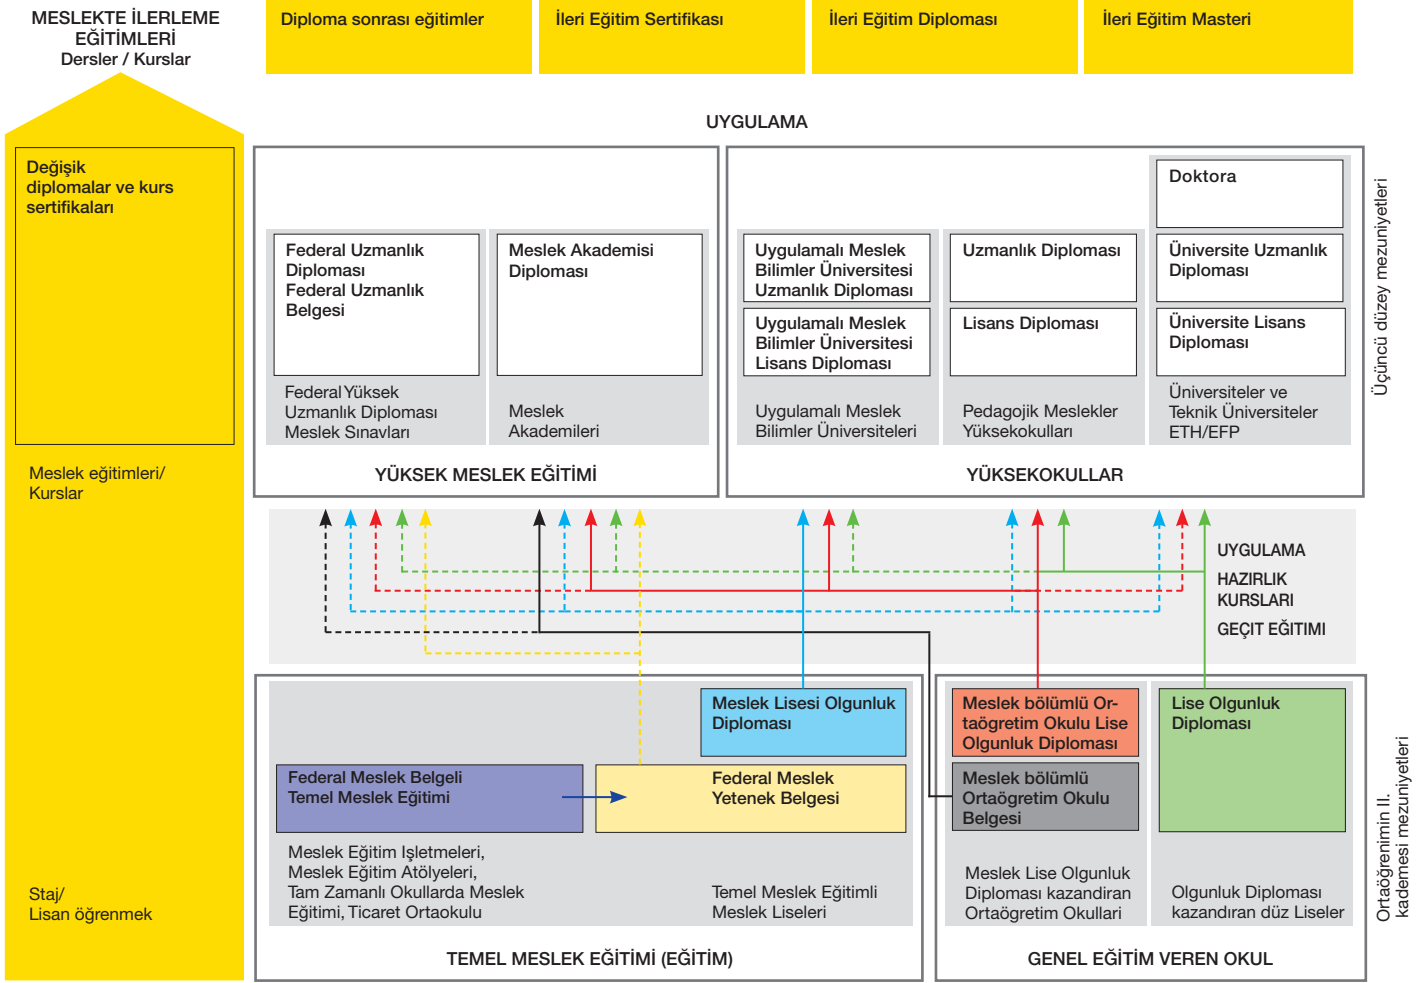 MESLEKTE İLERLEME
EĞİTİMLERİ
Dersler / Kurslar
Diploma sonrası eğitimler
İleri Eğitim Sertifikası
İleri Eğitim Diploması
İleri Eğitim Masteri
UYGULAMA
Değişik
diplomalar ve kurs
sertifikaları
Meslek eğitimleri/
Kurslar
Staj/
Lisan öğrenmek
Federal Uzmanlık
Diploması
Federal Uzmanlık
Belgesi
Federal Yüksek
Uzmanlık Diploması
Meslek Sınavları
Meslek Akademisi
Diploması
Meslek
Akademileri
YÜKSEK MESLEK EĞİTİMİ
Uygulamalı Meslek
Bilimler Üniversitesi
Uzmanlık Diploması
Uygulamalı Meslek
Bilimler Üniversitesi
Lisans Diploması
Uygulamalı Meslek
Bilimler Üniversiteleri
Uzmanlık Diploması
Lisans Diploması
Pedagojik Meslekler
Yüksekokulları
Doktora
Üniversite Uzmanlık
Diploması
Üniversite Lisans
Diploması
Üniversiteler ve
Teknik Üniversiteler
ETH/EFP
YÜKSEKOKULLAR
Üçüncü düzey mezuniyetleri
UYGULAMA
HAZIRLIK
KURSLARI
GEÇIT EĞITIMI
Meslek Lisesi Olgunluk
Diploması
Federal Meslek Belgeli
Temel Meslek Eğitimi
Federal Meslek
Yetenek Belgesi
Meslek Eğitim Işletmeleri,
Meslek Eğitim Atölyeleri,
Tam Zamanlı Okullarda Meslek
Eğitimi, Ticaret Ortaokulu
Temel Meslek Eğitimli
Meslek Liseleri
TEMEL MESLEK EĞİTİMİ (EĞİTİM)
Meslek bölümlü Or-
taögretim Okulu Lise
Olgunluk Diploması
Meslek bölümlü
Ortaögretim Okulu
Belgesi
Meslek Lise Olgunluk
Diploması kazandıran
Ortaögretim Okullari
Lise Olgunluk
Diploması
Olgunluk Diploması
kazandıran düz Liseler
GENEL EĞİTİM VEREN OKUL
Ortaöğrenimin II.
kademesi mezuniyetleri